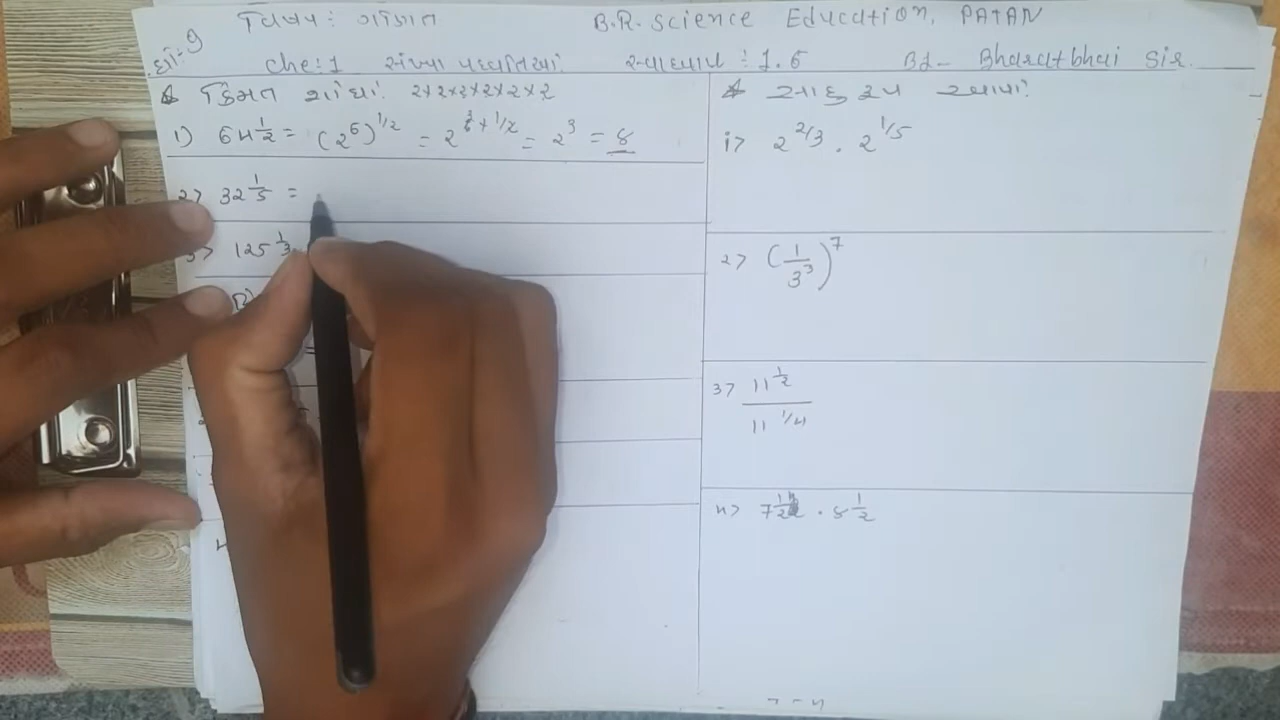 ધો:-9 વિષય: ગણિત B.R. Science Education, PATAN
Che:1 સંખ્યા પદ્ધતિઓ. સ્વાધ્યાય : 1.5 By- Bharatbhai Sir.
કિંમત શોધો. 2×2×2×2×2×2
1) 64^1/2 = (2^6)^1/2 = 2^6×1/2 = 2^3 = 8
2> 32^1/5 =
3> 125^1/3
* સાદુ રૂપ આપો.
1> 2^2/3 . 2^1/5
2> (1/3^3)^7
3> 11^1/2 / 11^1/4
4> 7^1/2 . 8^1/2